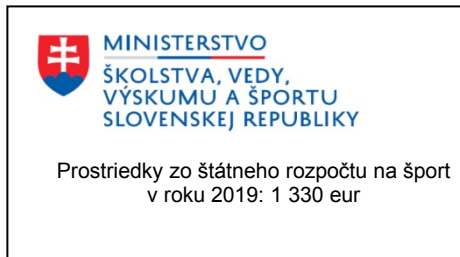 MINISTERSTVO
ŠKOLSTVA, VEDY,
VÝSKUMU A ŠPORTU
SLOVENSKEJ REPUBLIKY
Prostriedky zo štátneho rozpočtu na šport
v roku 2019: 1 330 eur